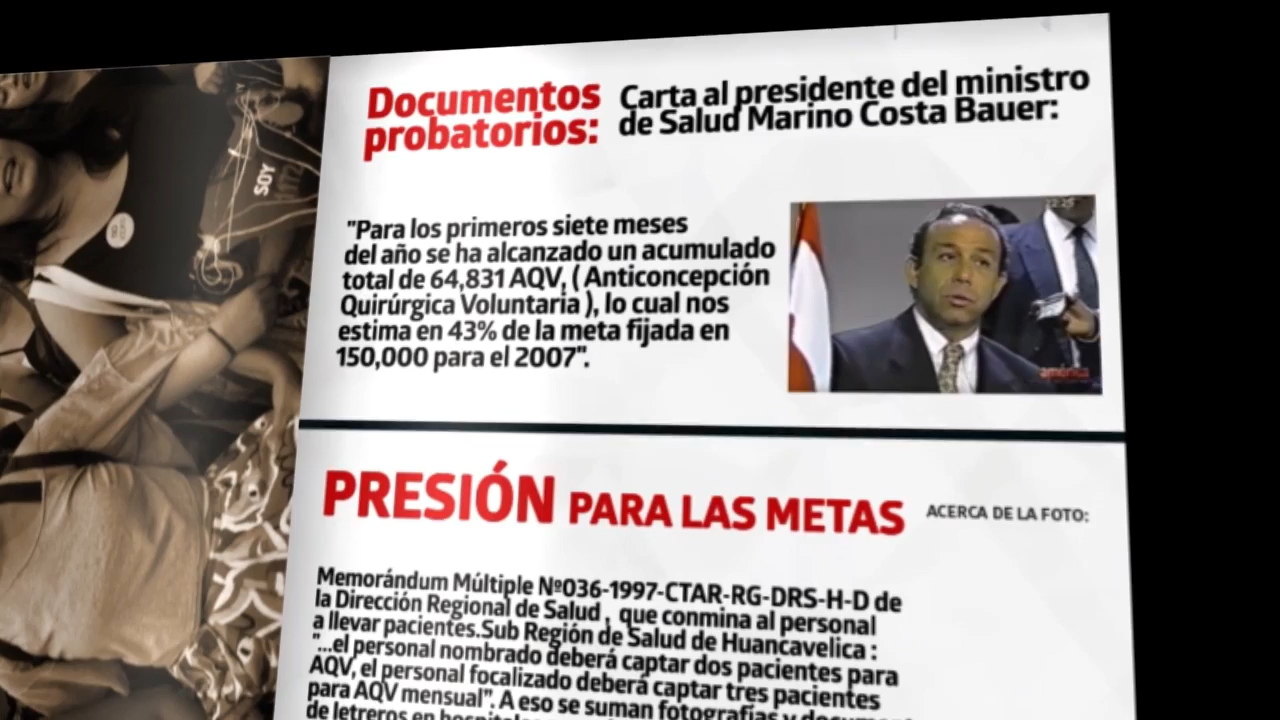 Documentos
probatorios:
Carta al presidente del ministro
de Salud Marino Costa Bauer:
SOY
"Para los primeros siete meses
del año se ha alcanzado un acumulado
total de 64,831 AQV, ( Anticoncepción
Quirúrgica Voluntaria ), lo cual nos
estima en 43% de la meta fijada en
150,000 para el 2007".
22:25
américa
PRESIÓN PARA LAS METAS
ACERCA DE LA FOTO:
Memorándum Múltiple Nº036-1997-CTAR-RG-DRS-H-D de
la Dirección Regional de Salud , que conmina al personal
a llevar pacientes.Sub Región de Salud de Huancavelica :
"...el personal nombrado deberá captar dos pacientes para
AQV, el personal focalizado deberá captar tres pacientes
para AQV mensual". A eso se suman fotografías y
de letreros en